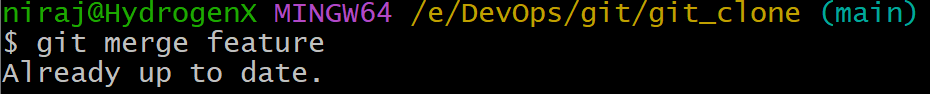 niraj@HydrogenX MINGW64 /e/DevOps/git/git_clone (main)
$ git merge feature
Already up to date.